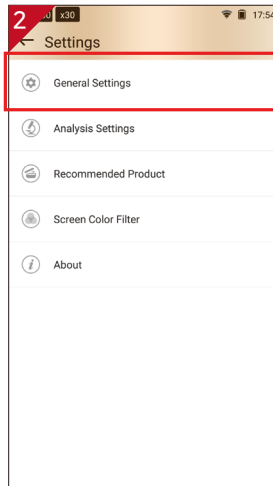 2
x30
17:54
Settings
General Settings
Analysis Settings
Recommended Product
Screen Color Filter
About